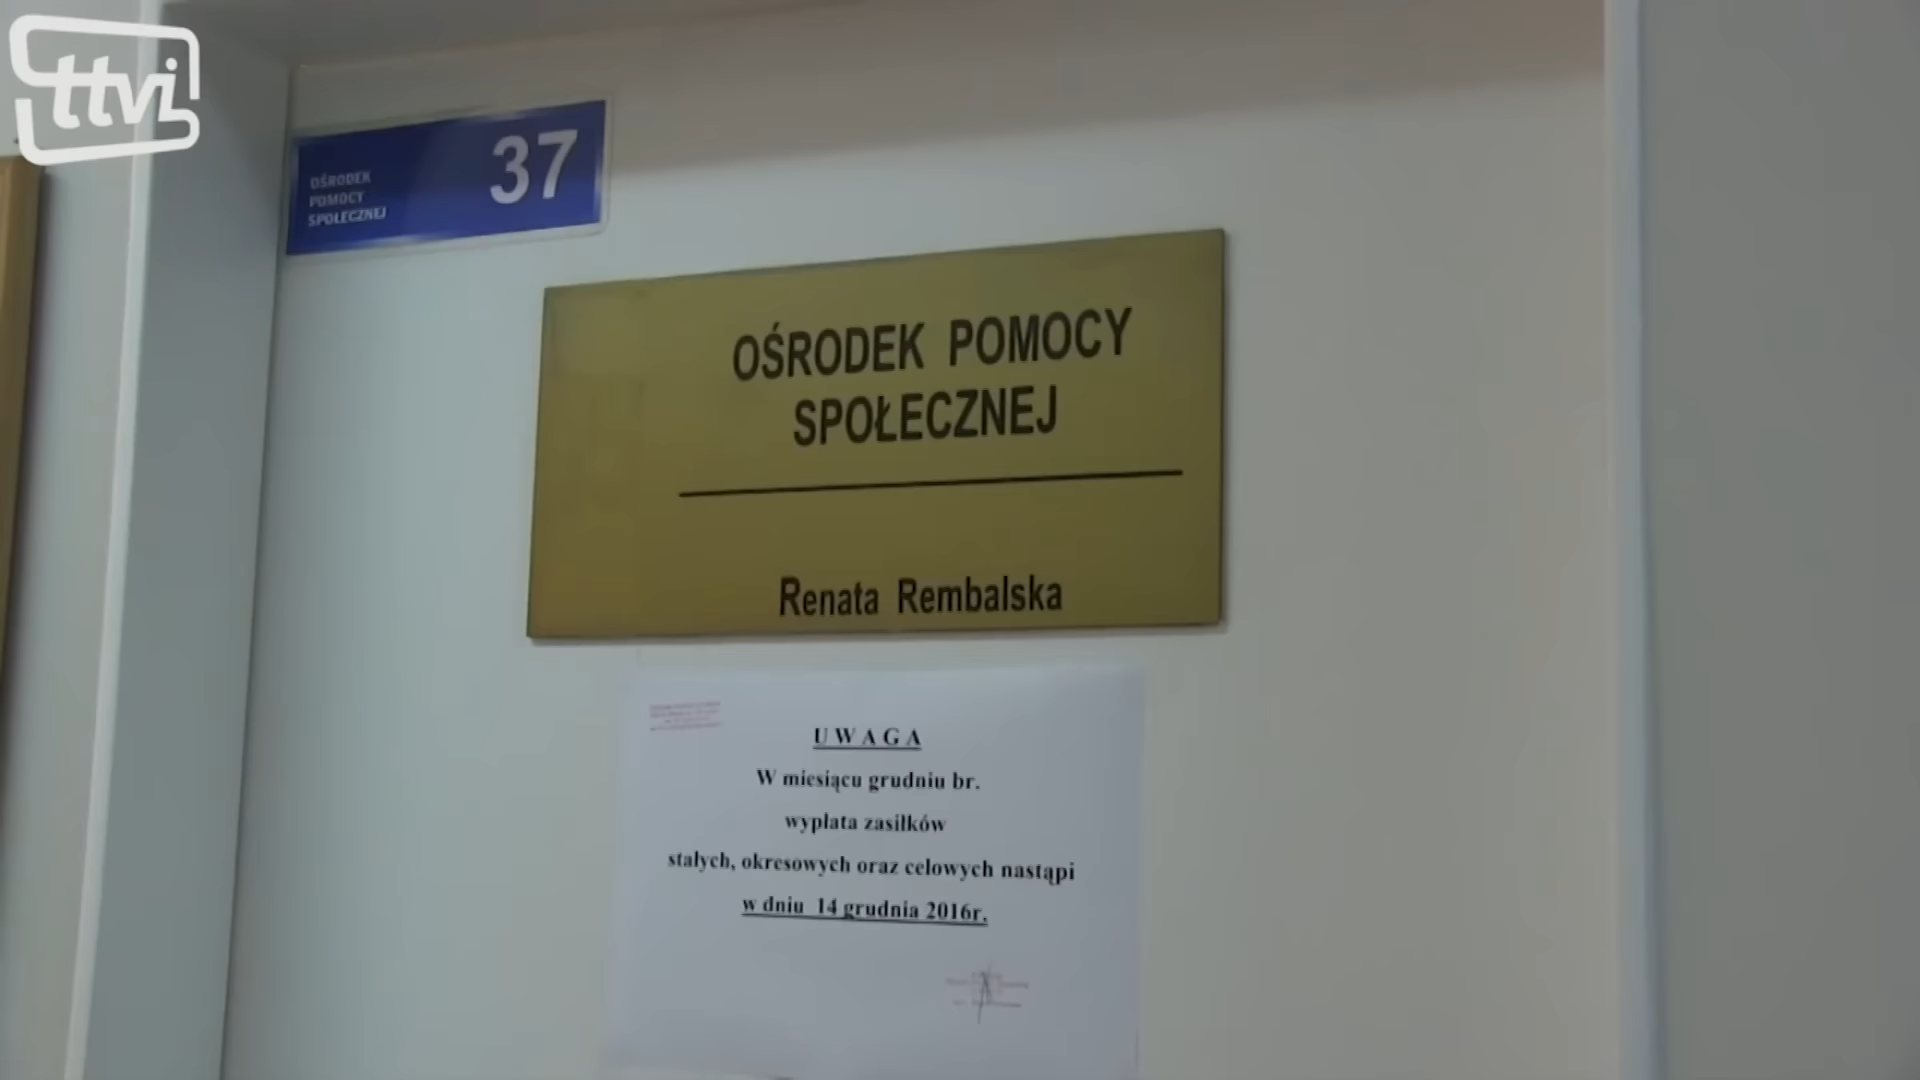 ttvi
OŚRODEK
POMOCY
SPOŁECZNEJ
37
OŚRODEK POMOCY
SPOŁECZNEJ
Renata Rembalska
UWAGA
W miesiącu grudniu br.
wypłata zasiłków
stałych, okresowych oraz celowych nastąpi
w dniu 14 grudnia 2016r.